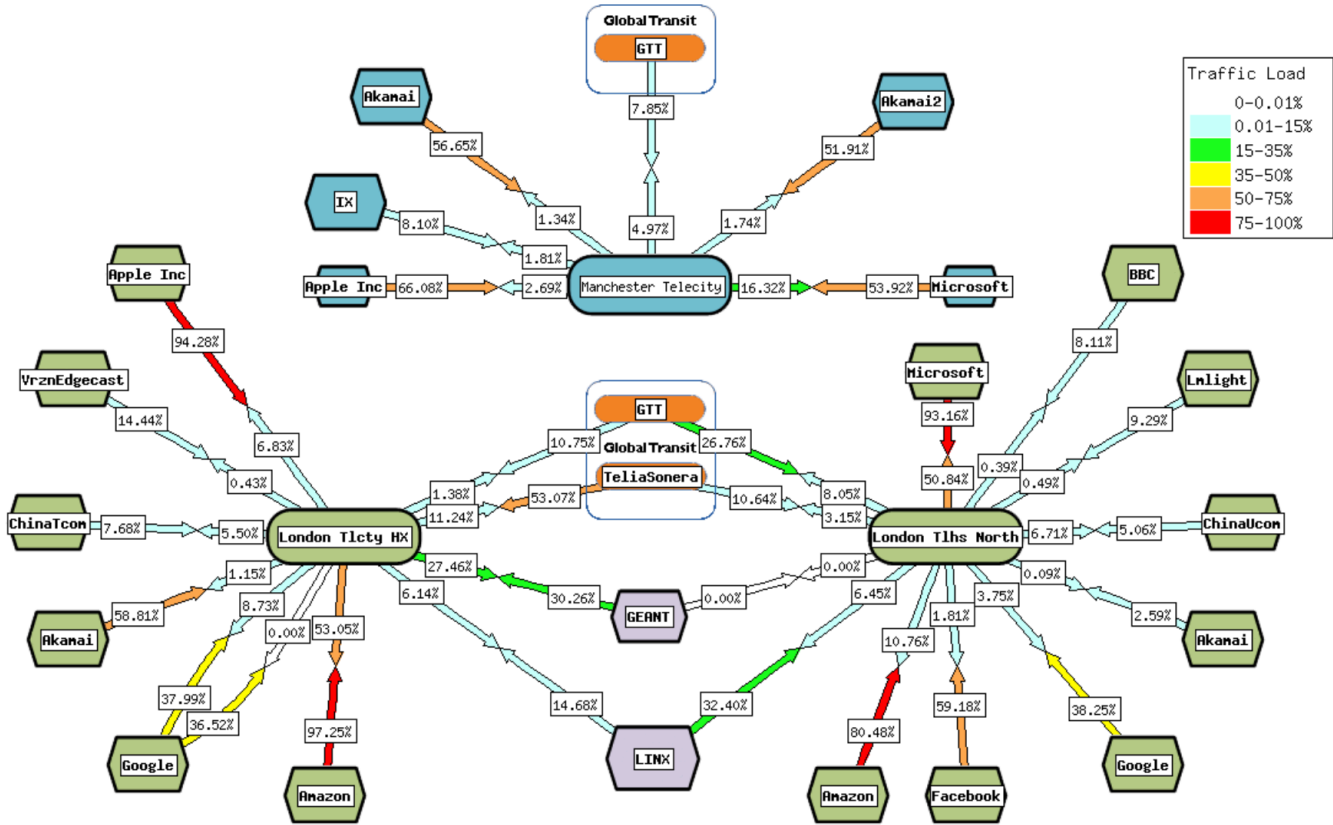 Global Transit
GTT
Traffic Load
0-0.01%
0.01-15%
15-35%
35-50%
50-75%
75-100%
Akamai
Akamai2
7.85%
56.65%
51.91%
IX
8.10%
1.34%
4.97%
1.74%
1.81%
Apple Inc
Apple Inc
66.08%
2.69%
Manchester Telecity
16.32%
53.92%
Microsoft
BBC
94.28%
8.11%
VrznEdgecast
Microsoft
Lmlight
14.44%
GTT
93.16%
9.29%
6.83%
10.75%
Global Transit
26.76%
0.43%
1.38%
TeliaSonera
50.84%
0.39%
0.49%
8.05%
53.07%
10.64%
11.24%
3.15%
ChinaTcom
7.68%
5.50%
London Tlcty HX
London Tlhs North
6.71%
5.06%
ChinaUcom
27.46%
0.00%
1.15%
6.14%
6.45%
0.09%
58.81%
8.73%
30.26%
0.00%
3.75%
GEANT
0.00%
53.05%
1.81%
2.59%
Akamai
10.76%
Akamai
37.99%
36.52%
14.68%
32.40%
59.18%
38.25%
97.25%
80.48%
Google
LINX
Google
Amazon
Amazon
Facebook